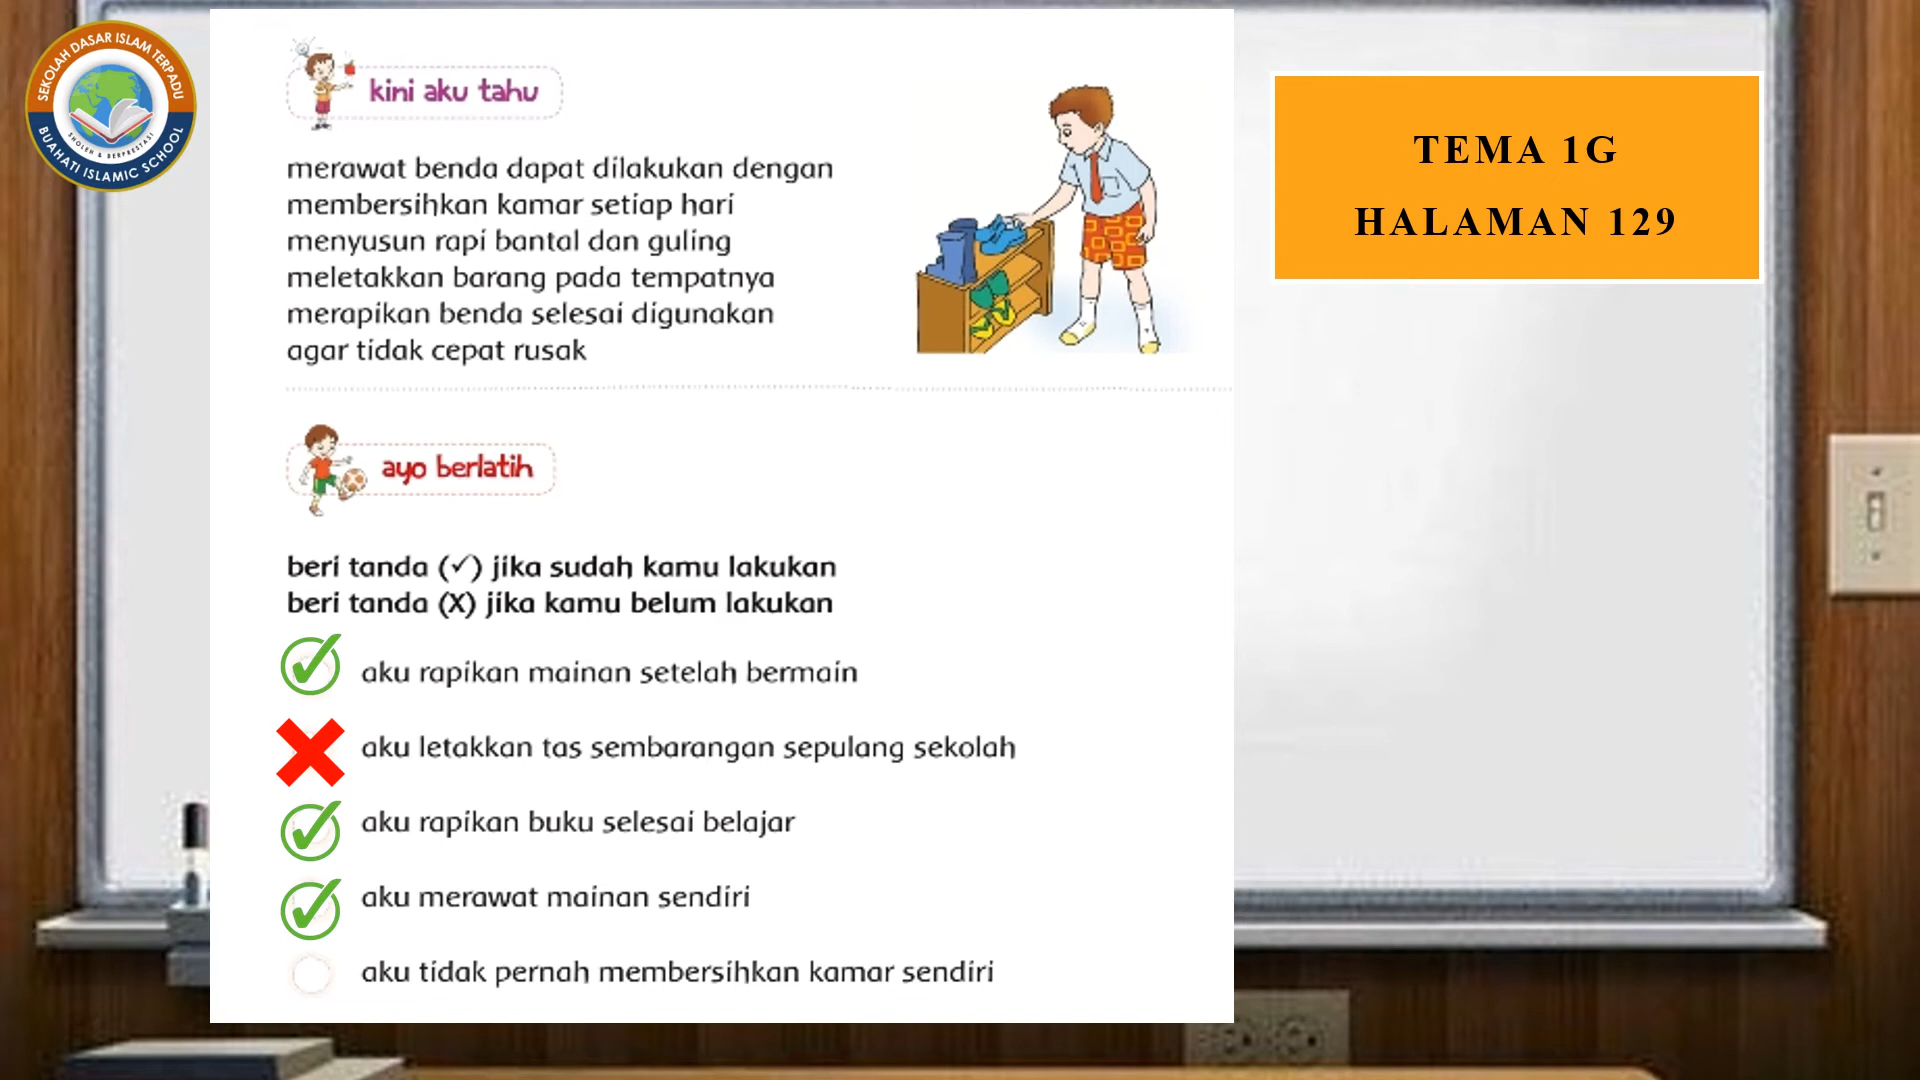 SEKOLAH DASAR ISLAM TERPADU
SHOLEH & BERPRESTASI
BUAHATI ISLAMIC SCHOOL
kini aku tahu
merawat benda dapat dilakukan dengan
membersihkan kamar setiap hari
menyusun rapi bantal dan guling
meletakkan barang pada tempatnya
merapikan benda selesai digunakan
agar tidak cepat rusak
ayo berlatih
beri tanda (✓) jika sudah kamu lakukan
beri tanda (X) jika kamu belum lakukan
aku rapikan mainan setelah bermain
aku letakkan tas sembarangan sepulang sekolah
aku rapikan buku selesai belajar
aku merawat mainan sendiri
aku tidak pernah membersihkan kamar sendiri
TEMA 1G
HALAMAN 129